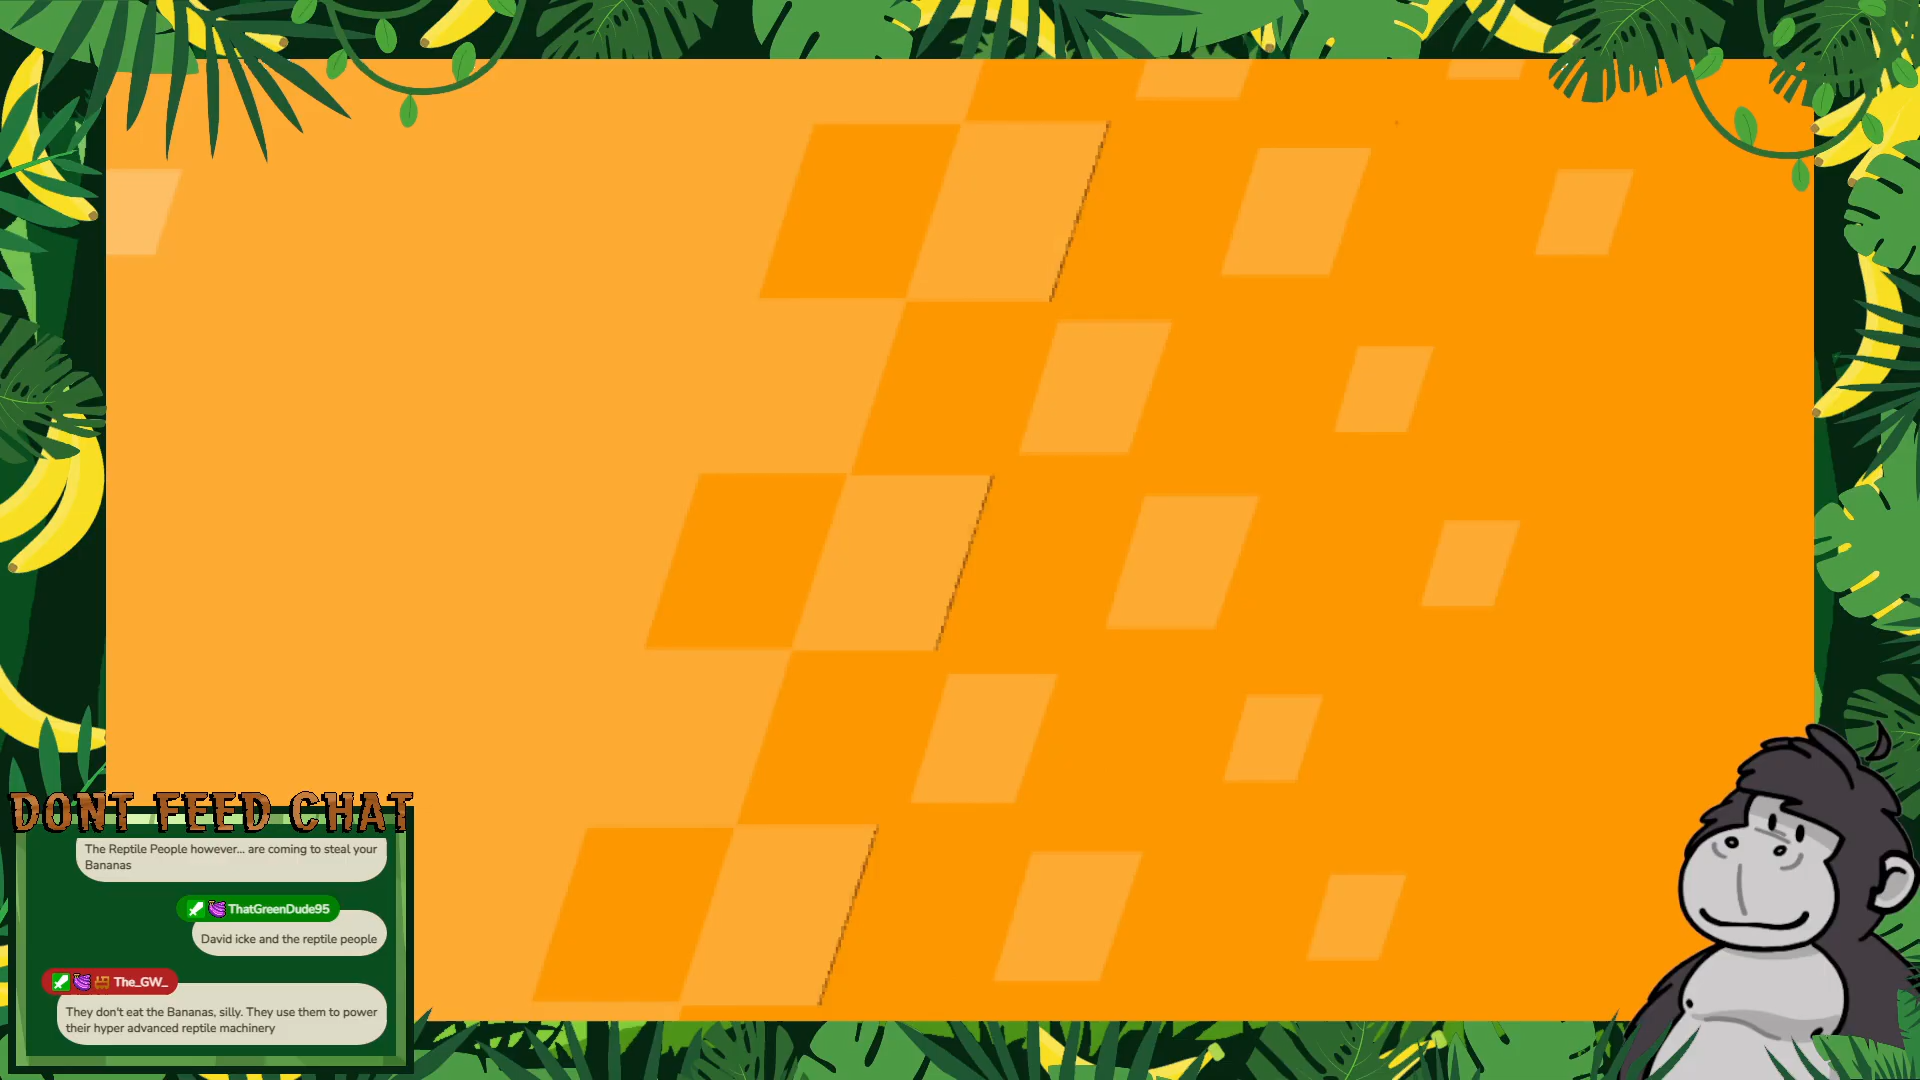 DONT FEED CHAT
The Reptile People however... are coming to steal your
Bananas
ThatGreenDude95
David icke and the reptile people
The_GW_
They don't eat the Bananas, silly. They use them to power
their hyper advanced reptile machinery